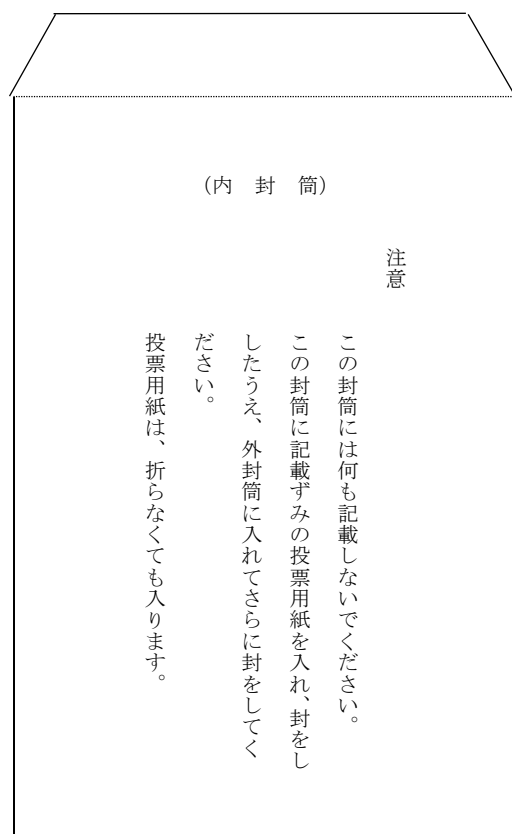 （内　封　筒）
注意
この封筒には何も記載しないでください。
この封筒に記載ずみの投票用紙を入れ、封をし
したうえ、外封筒に入れてさらに封をしてく
ださい。
投票用紙は、折らなくても入ります。